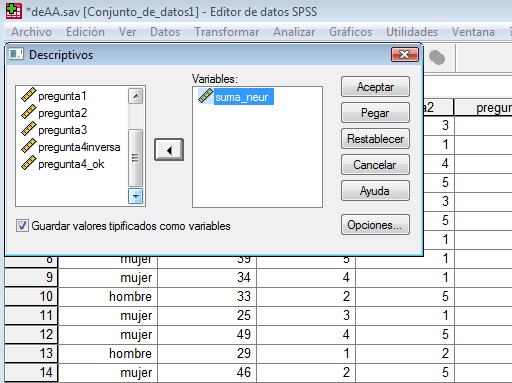 *deAA.sav [Conjunto_de_datos1] - Editor de datos SPSS
Archivo Edición Ver Datos Transformar Analizar Gráficos Utilidades Ventana ?
Descriptivos
Variables:
pregunta1
pregunta2
pregunta3
pregunta4inversa
pregunta4_ok
suma_neur
Aceptar
Pegar
Restablecer
Cancelar
Ayuda
Opciones...
Guardar valores tipificados como variables
a2 pregu
3
1
4
5
3
5
1
8 mujer 39 5 1
9 mujer 34 4 1
10 hombre 33 2 5
11 mujer 25 3 1
12 mujer 49 4 5
13 hombre 29 1 2
14 mujer 46 2 5